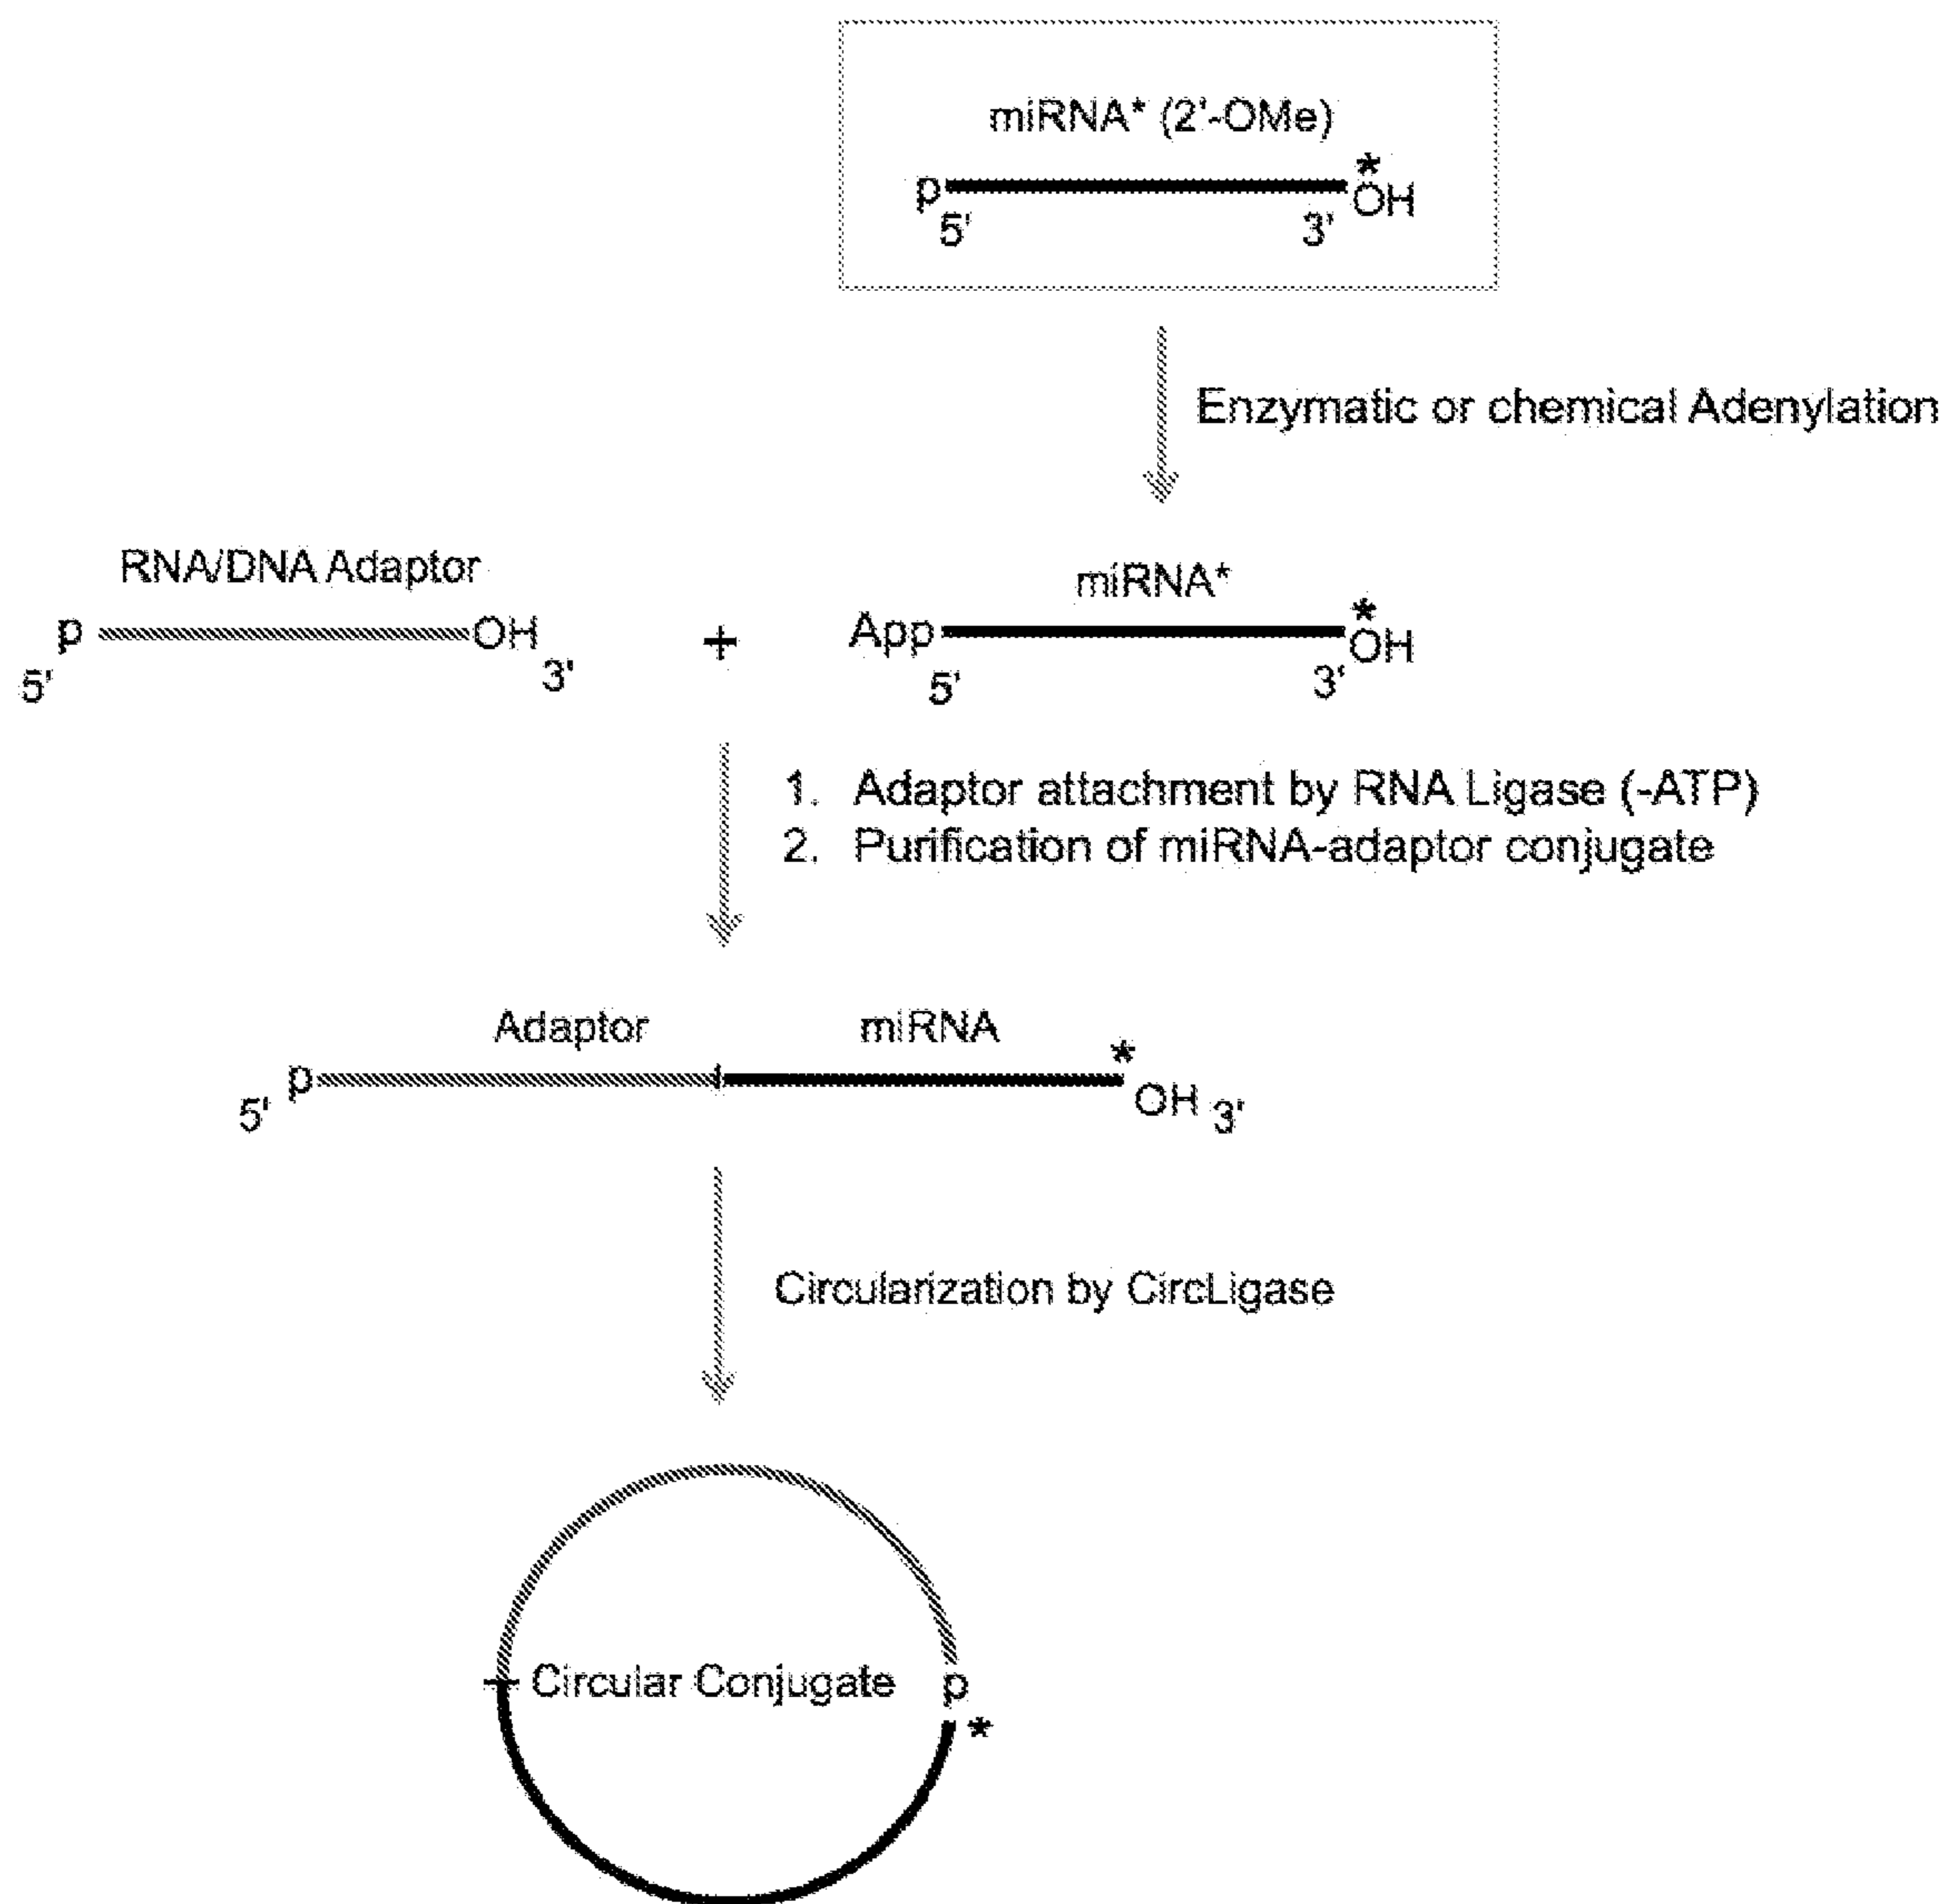 miRNA* (2'-OMe)
p *OH
5' 3'
Enzymatic or chemical Adenylation
RNA/DNA Adaptor
miRNA*
p OH + App *OH
5' 3' 5' 3'
1. Adaptor attachment by RNA Ligase (-ATP)
2. Purification of miRNA-adaptor conjugate
Adaptor miRNA
p *
5' OH 3'
Circularization by CircLigase
Circular Conjugate p
*